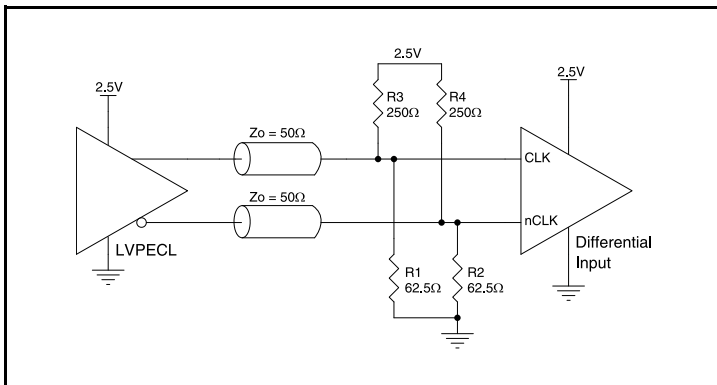 2.5V
2.5V
2.5V
R3
250Ω
R4
250Ω
Zo = 50Ω
CLK
Zo = 50Ω
nCLK
LVPECL
Differential
Input
R1
62.5Ω
R2
62.5Ω